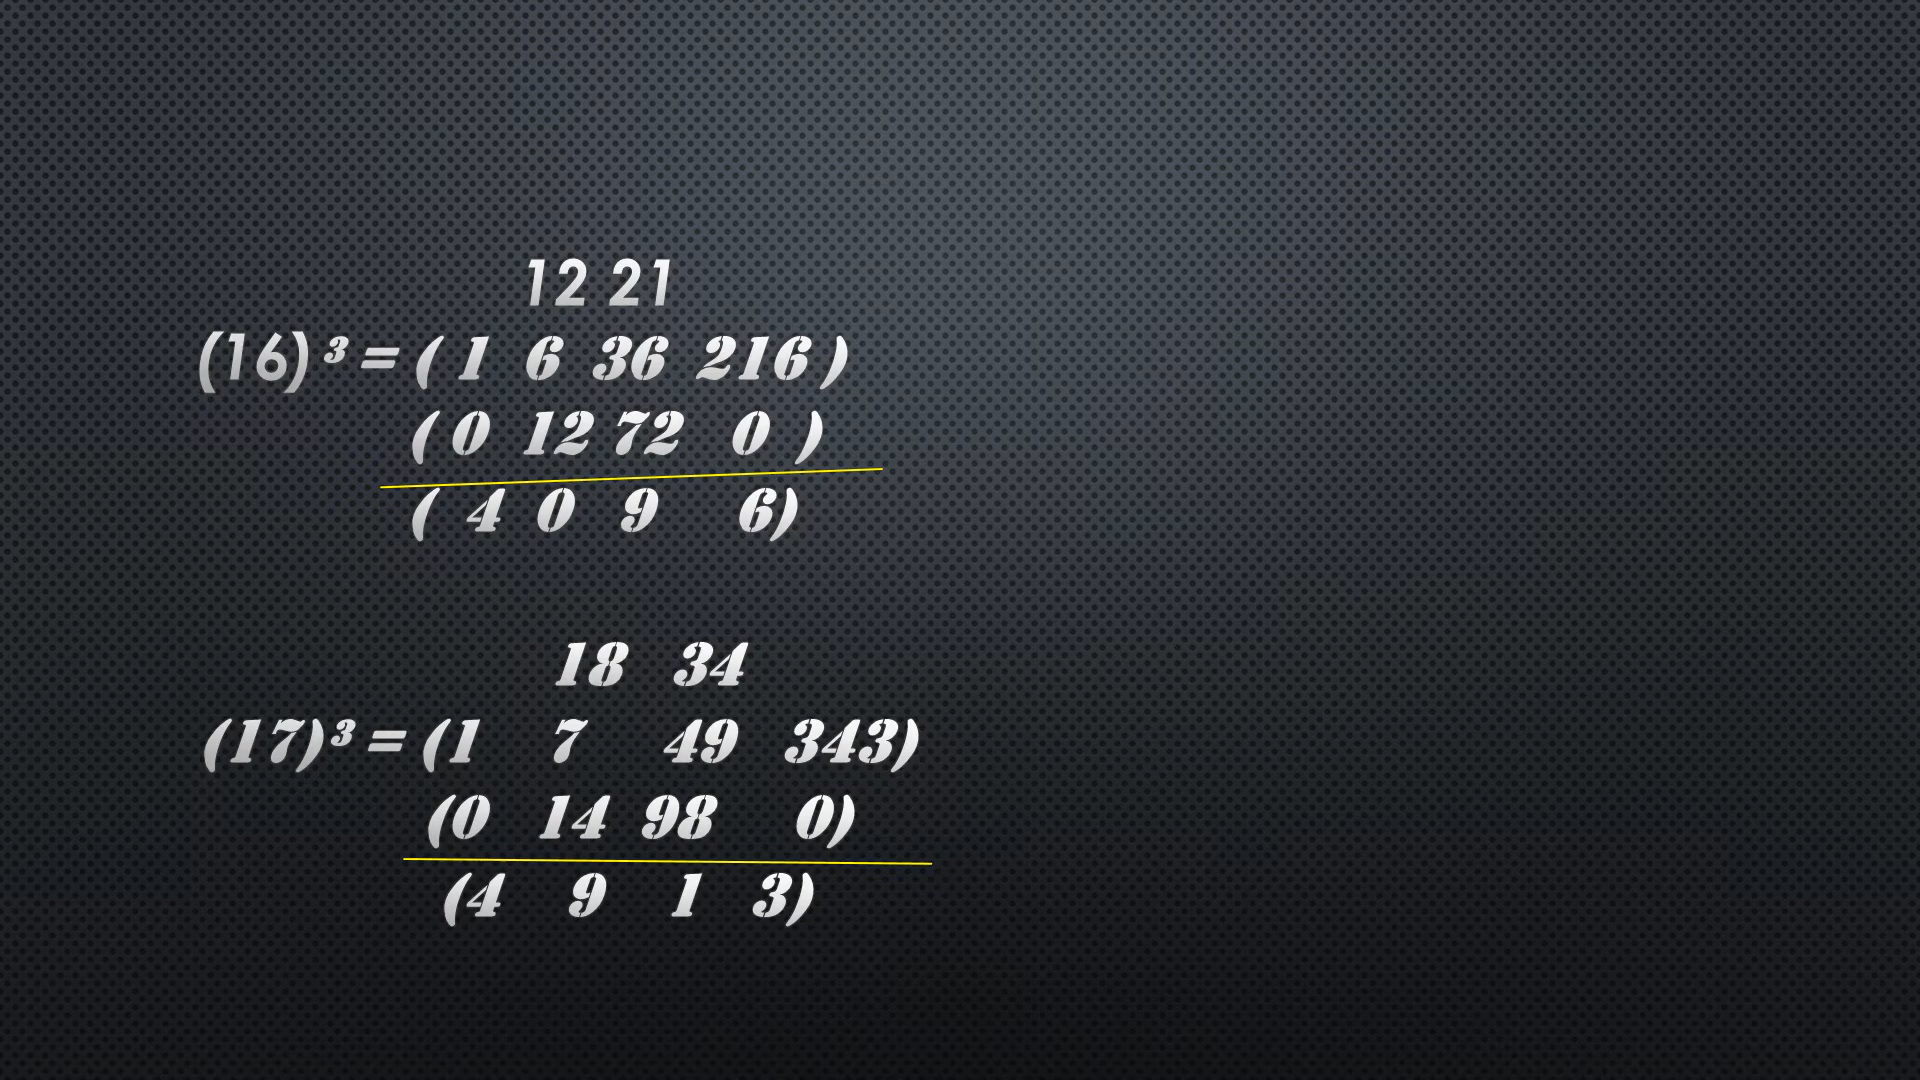 12 21
(16)³ = ( 1 6 36 216 )
( 0 12 72 0 )
( 4 0 9 6)
18 34
(17)³ = (1 7 49 343)
(0 14 98 0)
(4 9 1 3)